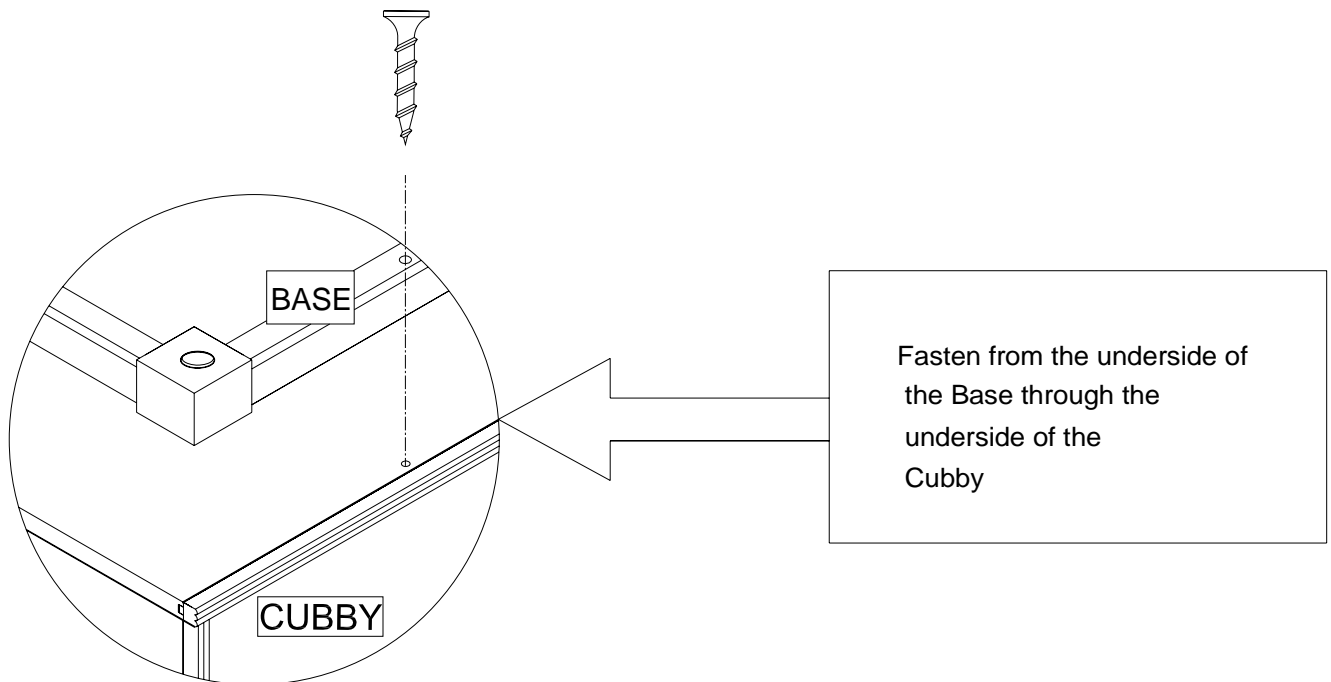 BASE
Fasten from the underside of
the Base through the
underside of the
Cubby
CUBBY